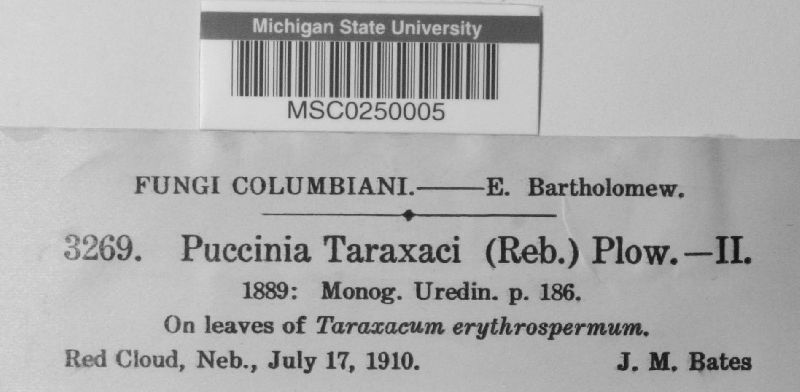 Michigan State University
MSC0250005
FUNGI COLUMBIANI.——E. Bartholomew.
3269. Puccinia Taraxaci (Reb.) Plow.—II.
1889: Monog. Uredin. p. 186.
On leaves of Taraxacum erythrospermum.
Red Cloud, Neb., July 17, 1910. J. M. Bates